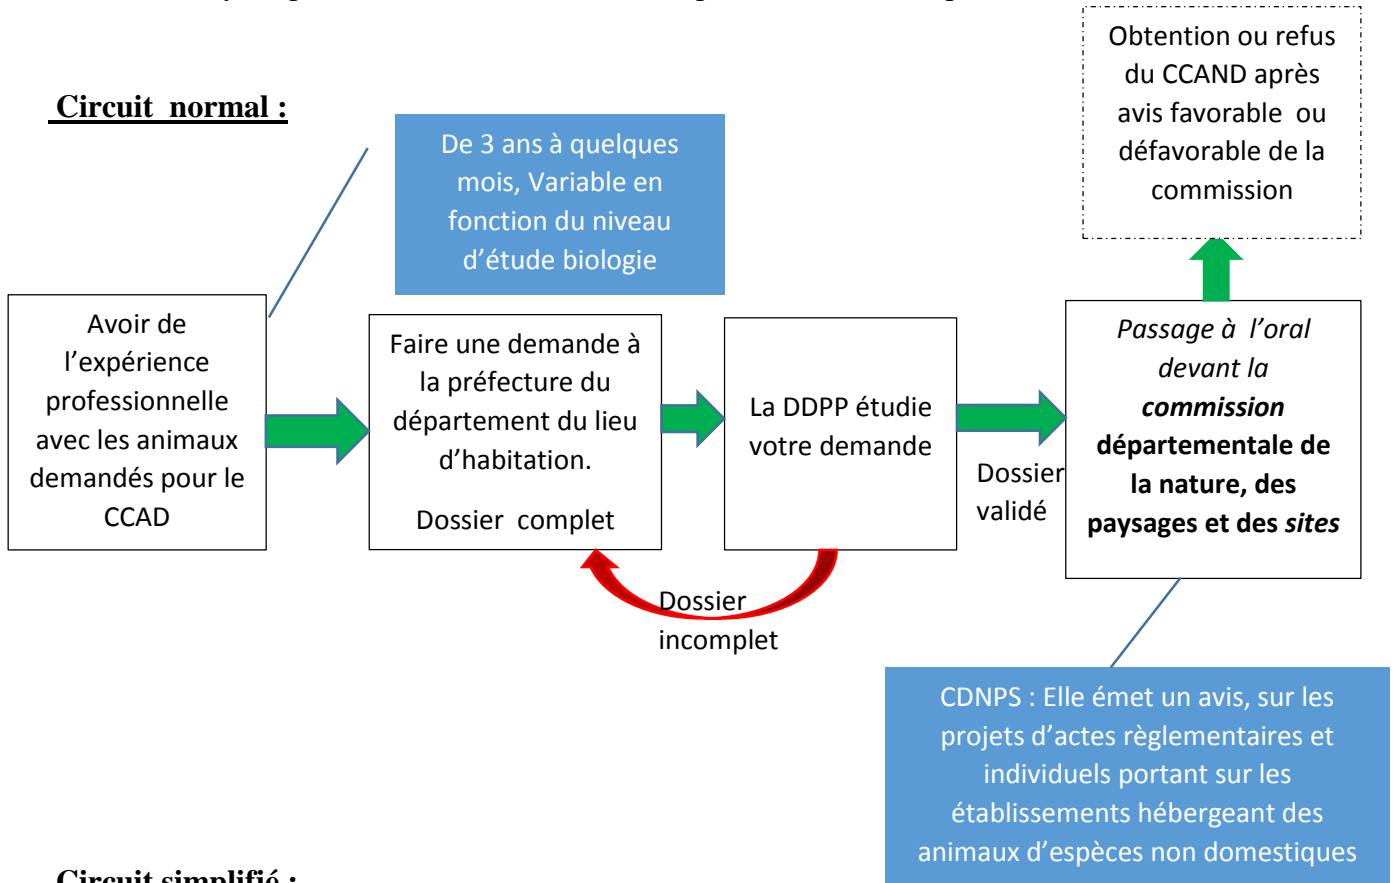 Circuit normal :
De 3 ans à quelques
mois, Variable en
fonction du niveau
d'étude biologie
Obtention ou refus
du CCAND après
avis favorable ou
défavorable de la
commission
Avoir de
l'expérience
professionnelle
avec les animaux
demandés pour le
CCAD
Faire une demande à
la préfecture du
département du lieu
d'habitation.
Dossier complet
La DDPP étudie
votre demande
Dossier
validé
Passage à l'oral
devant la
commission
départementale de
la nature, des
paysages et des sites
Dossier
incomplet
CDNPS : Elle émet un avis, sur les
projets d'actes règlementaires et
individuels portant sur les
établissements hébergeant des
animaux d'espèces non domestiques
Circuit simplifié :